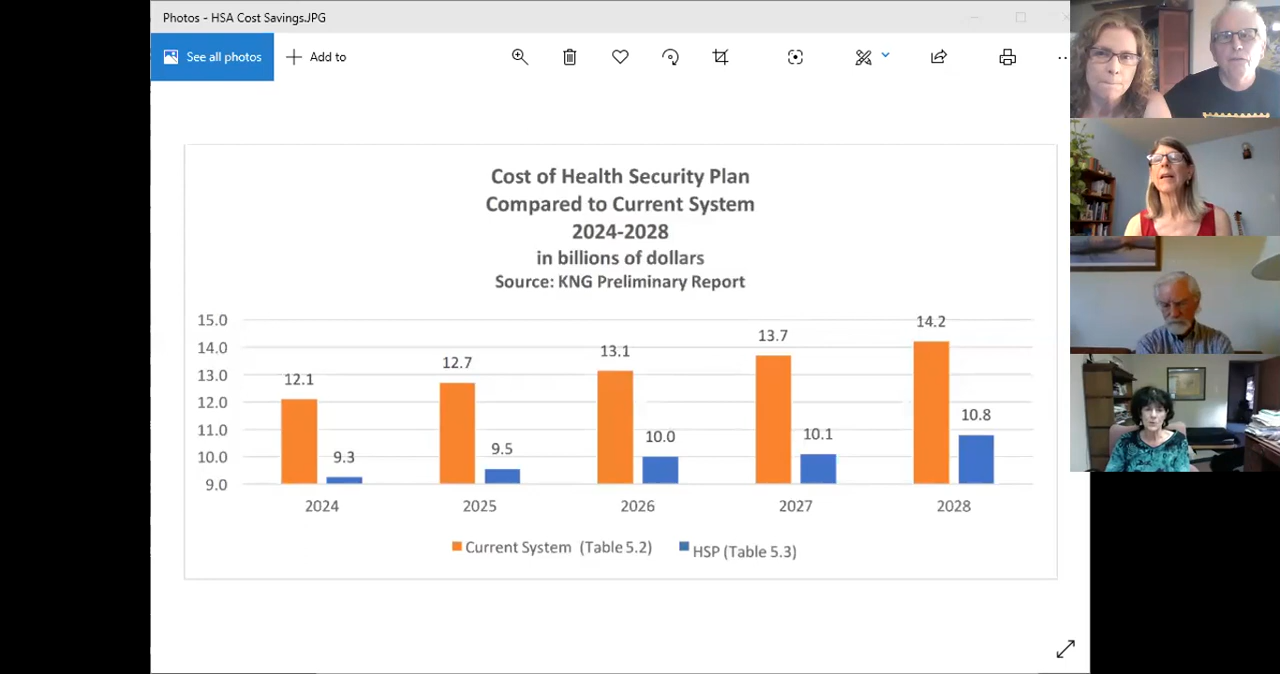 Photos - HSA Cost Savings.JPG
See all photos
Add to
Cost of Health Security Plan
Compared to Current System
2024-2028
in billions of dollars
Source: KNG Preliminary Report
15.0
14.0
13.0
12.0
11.0
10.0
9.0
12.1
9.3
12.7
9.5
13.1
10.0
13.7
10.1
14.2
10.8
2024
2025
2026
2027
2028
Current System (Table 5.2)
HSP (Table 5.3)